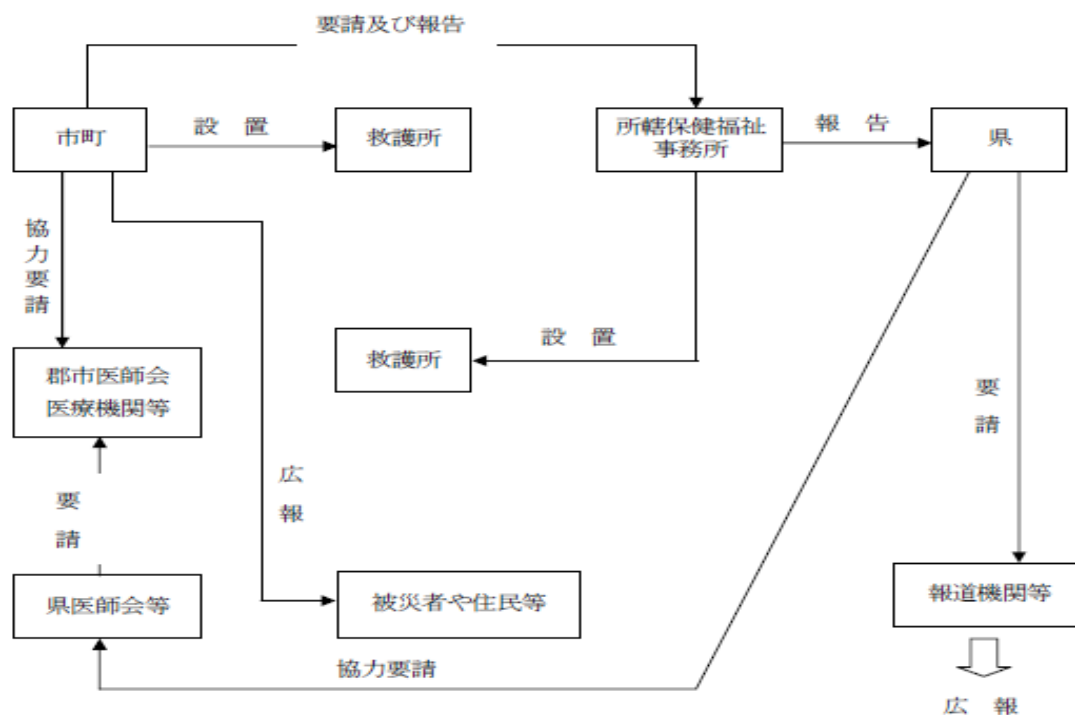 要請及び報告
市町
設 置
救護所
所轄保健福祉
事務所
報 告
県
協力要請
救護所
設 置
郡市医師会
医療機関等
要請
広報
要請
県医師会等
被災者や住民等
報道機関等
協力要請
広 報